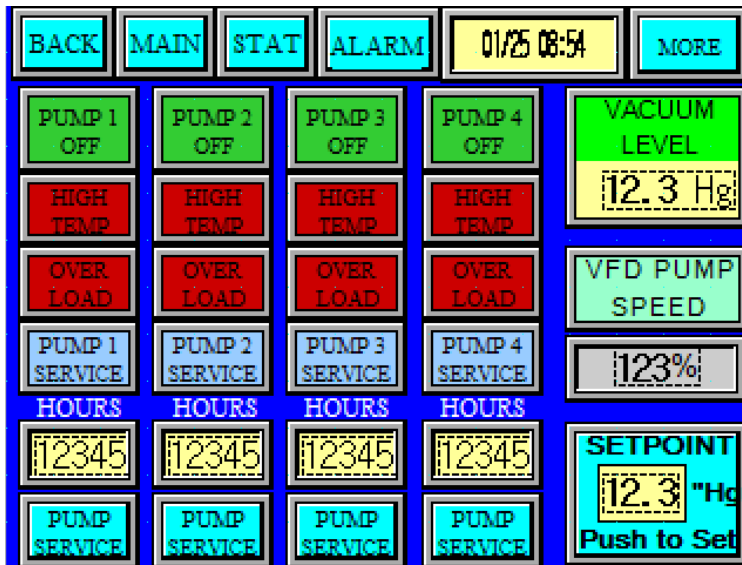 BACK MAIN STAT ALARM 01/25 08:54 MORE
PUMP 1 PUMP 2 PUMP 3 PUMP 4
OFF OFF OFF OFF
VACUUM
LEVEL
12.3 Hg
HIGH HIGH HIGH HIGH
TEMP TEMP TEMP TEMP
OVER OVER OVER OVER
LOAD LOAD LOAD LOAD
VFD PUMP
SPEED
PUMP 1 PUMP 2 PUMP 3 PUMP 4
SERVICE SERVICE SERVICE SERVICE
123%
HOURS HOURS HOURS HOURS
12345 12345 12345 12345
SETPOINT
12.3 "Hg
Push to Set
PUMP PUMP PUMP PUMP
SERVICE SERVICE SERVICE SERVICE